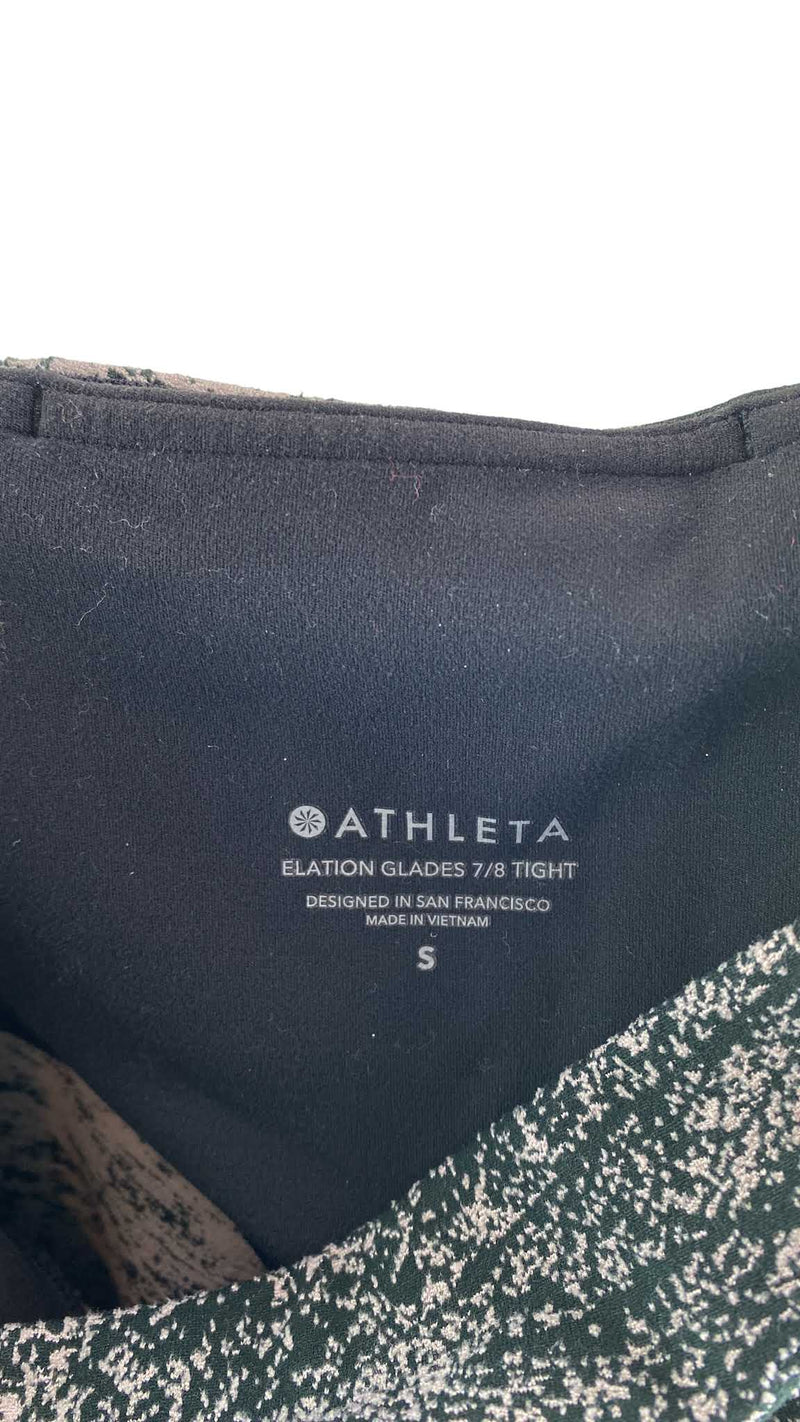 ATHLETA
ELATION GLADES 7/8 TIGHT
DESIGNED IN SAN FRANCISCO
MADE IN VIETNAM
S